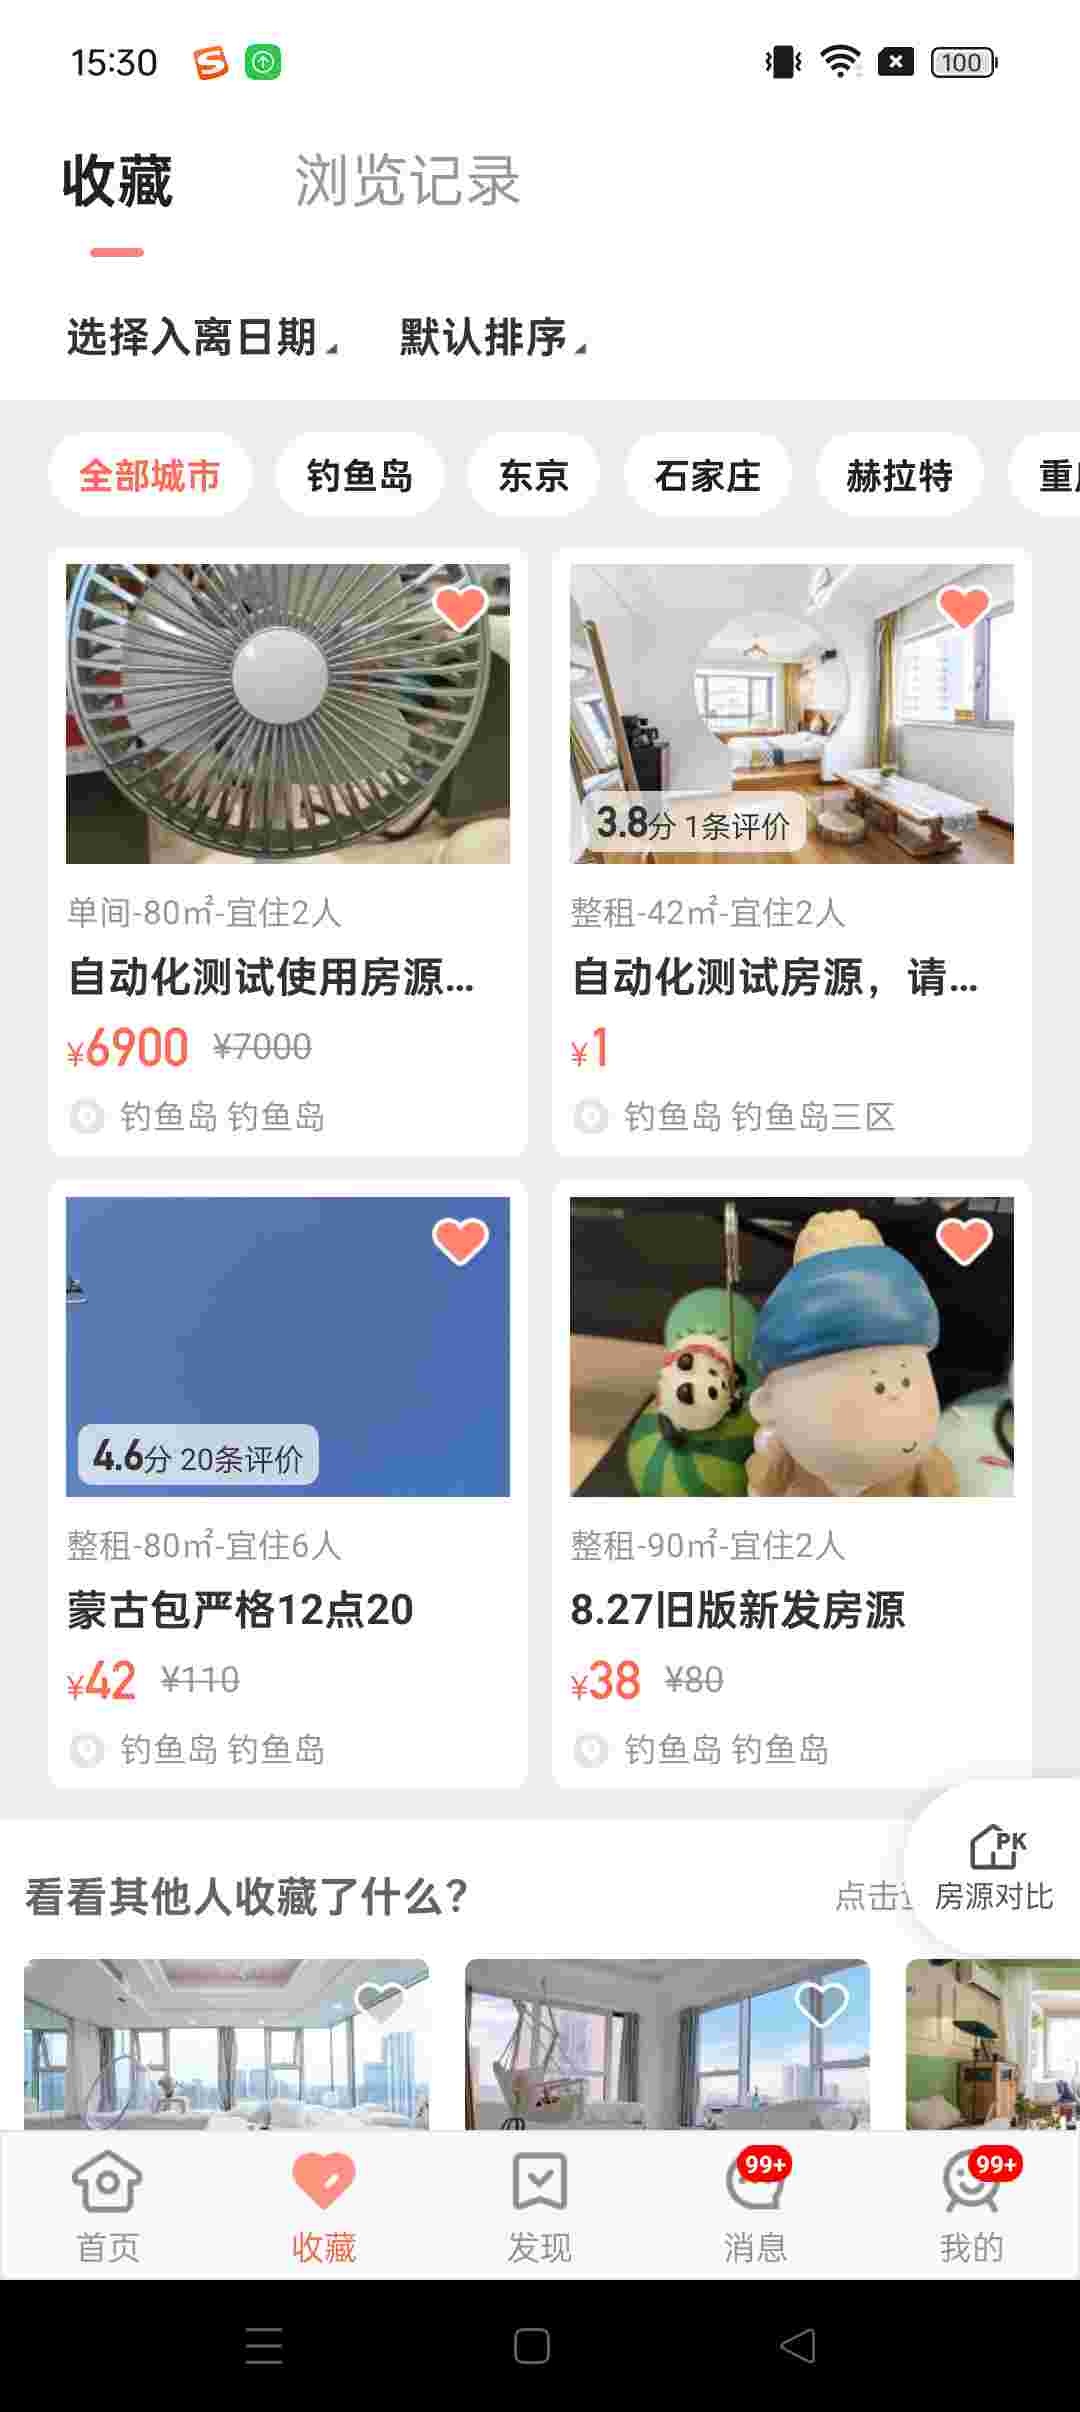 15:30
100
收藏
浏览记录
选择入离日期
默认排序
全部城市
钓鱼岛
东京
石家庄
赫拉特
3.8分 1条评价
单间-80㎡-宜住2人
整租-42㎡-宜住2人
自动化测试使用房源...
自动化测试房源，请...
¥6900 ¥7000
¥1
钓鱼岛 钓鱼岛
钓鱼岛 钓鱼岛三区
4.6分 20条评价
整租-80㎡-宜住6人
整租-90㎡-宜住2人
蒙古包严格12点20
8.27旧版新发房源
¥42 ¥110
¥38 ¥80
钓鱼岛 钓鱼岛
钓鱼岛 钓鱼岛
PK
房源对比
看看其他人收藏了什么?
点击
99+
99+
首页
收藏
发现
消息
我的